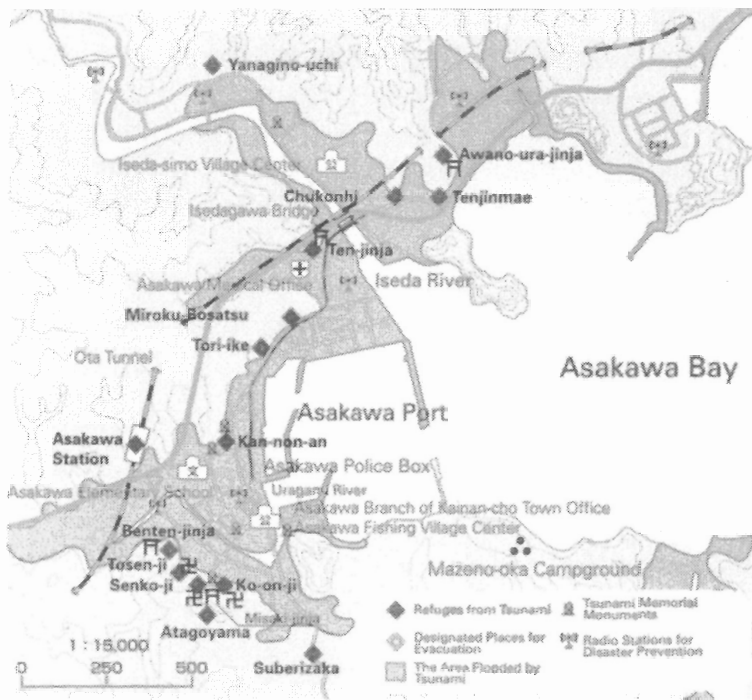 Yanagino-uchi
Iseda-simo Village Center
Awano-ura-jinja
Chukonhi
Tenjinmae
Isedagawa Bridge
Ten-jinja
Asakawa Medical Office
Iseda River
Miroku-Bosatsu
Tori-ike
Ota Tunnel
Asakawa Bay
Asakawa Port
Asakawa
Station
Kan-non-an
Asakawa Police Box
Asakawa Elementary School
Uragami River
Asakawa Branch of Kainan-cho Town Office
Asakawa Fishing Village Center
Benten-jinja
Tosen-ji
Senko-ji
Ko-on-ji
Mazeno-oka Campground
Misaki-jinja
Atagoyama
Suberizaka
1 : 15,000
0 250 500
Refuges from Tsunami
Tsunami Memorial
Monuments
Designated Places for
Evacuation
Radio Stations for
Disaster Prevention
The Area Flooded by
Tsunami